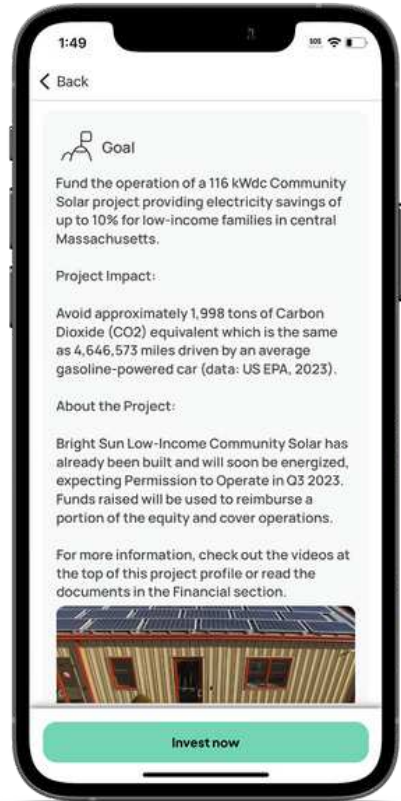 1:49
SOS
Back
Goal
Fund the operation of a 116 kWdc Community
Solar project providing electricity savings of
up to 10% for low-income families in central
Massachusetts.
Project Impact:
Avoid approximately 1,998 tons of Carbon
Dioxide (CO2) equivalent which is the same
as 4,646,573 miles driven by an average
gasoline-powered car (data: US EPA, 2023).
About the Project:
Bright Sun Low-Income Community Solar has
already been built and will soon be energized,
expecting Permission to Operate in Q3 2023.
Funds raised will be used to reimburse a
portion of the equity and cover operations.
For more information, check out the videos at
the top of this project profile or read the
documents in the Financial section.
Invest now